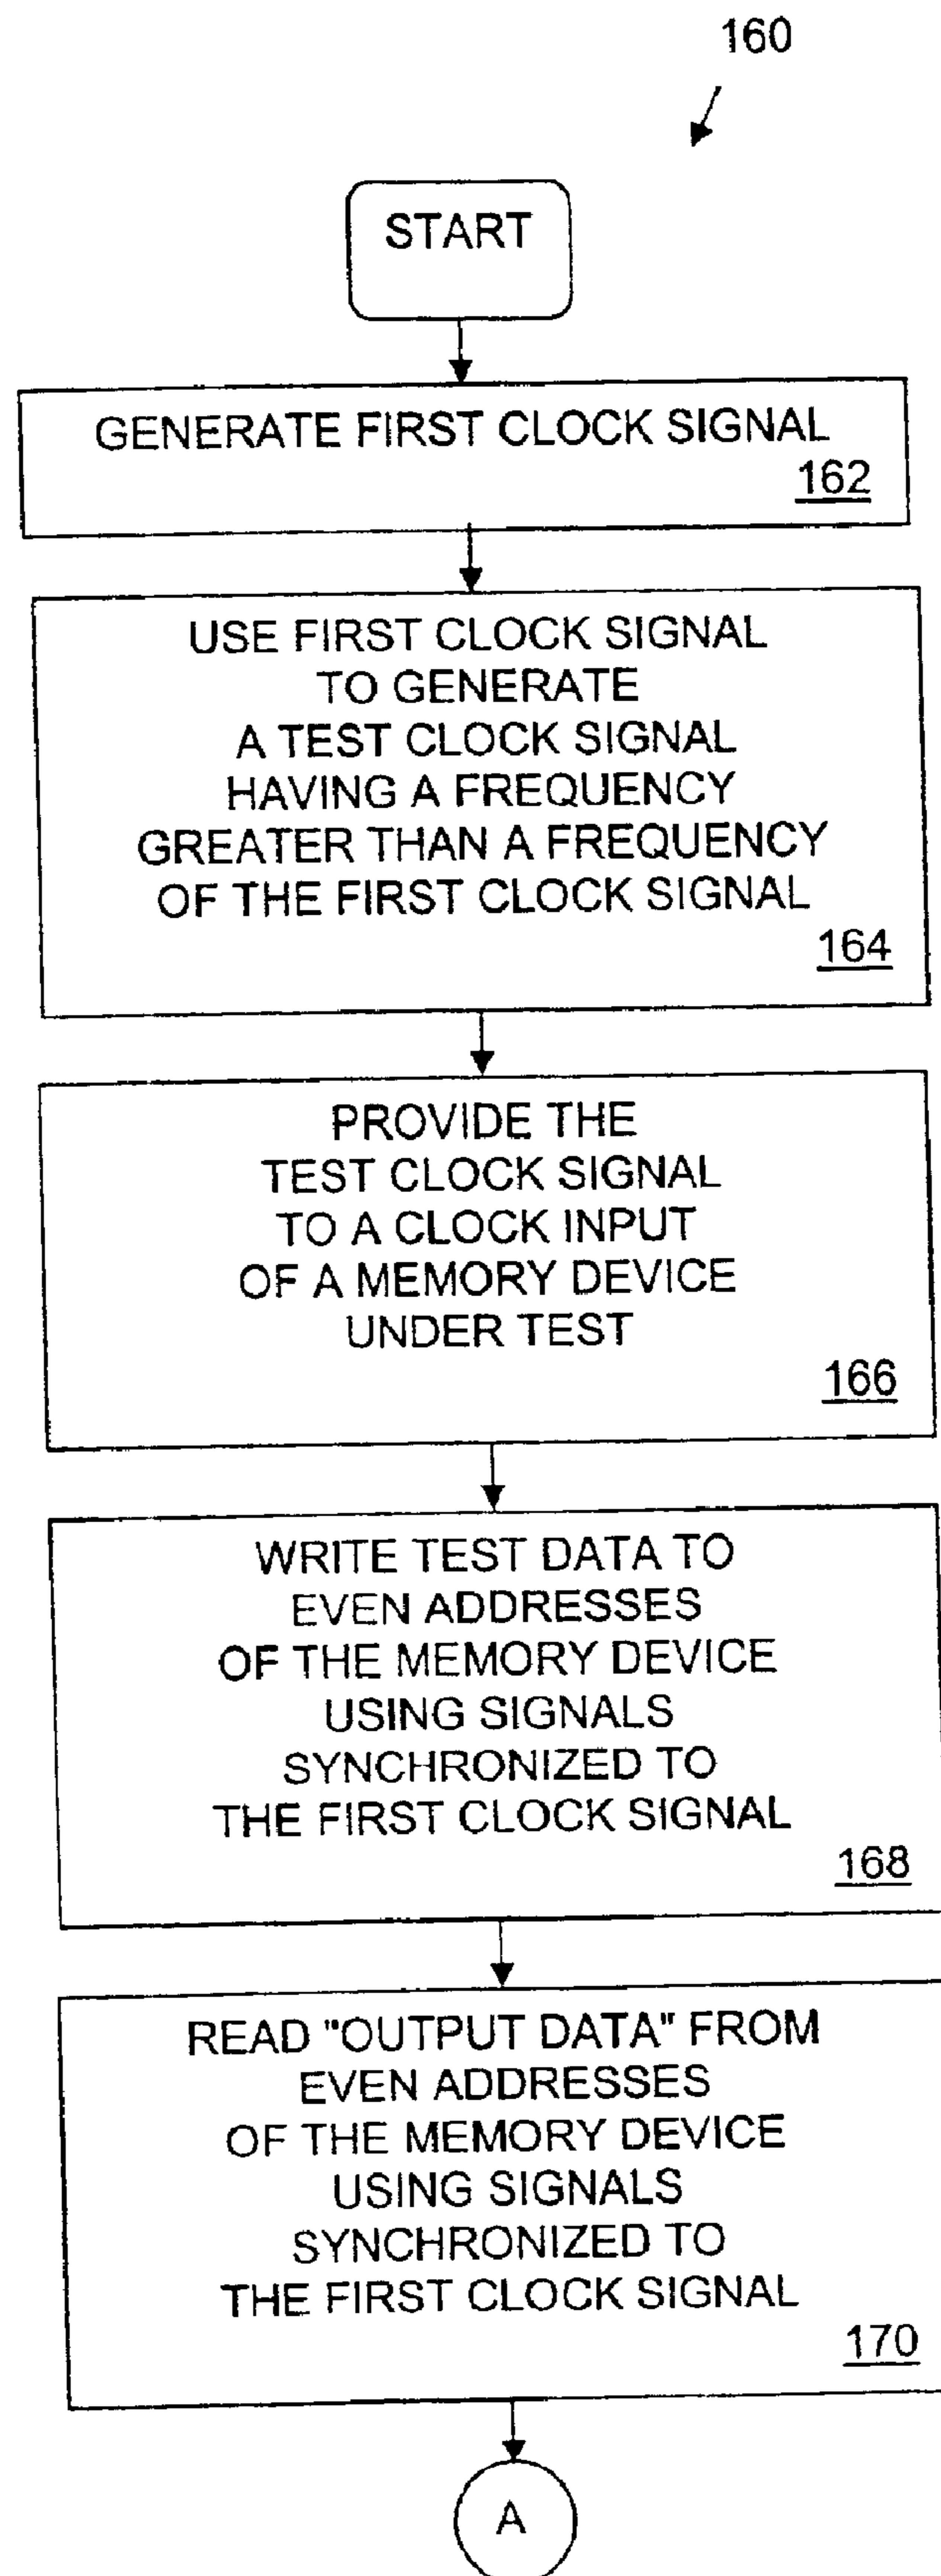 160
START
GENERATE FIRST CLOCK SIGNAL
162
USE FIRST CLOCK SIGNAL
TO GENERATE
A TEST CLOCK SIGNAL
HAVING A FREQUENCY
GREATER THAN A FREQUENCY
OF THE FIRST CLOCK SIGNAL
164
PROVIDE THE
TEST CLOCK SIGNAL
TO A CLOCK INPUT
OF A MEMORY DEVICE
UNDER TEST
166
WRITE TEST DATA TO
EVEN ADDRESSES
OF THE MEMORY DEVICE
USING SIGNALS
SYNCHRONIZED TO
THE FIRST CLOCK SIGNAL
168
READ "OUTPUT DATA" FROM
EVEN ADDRESSES
OF THE MEMORY DEVICE
USING SIGNALS
SYNCHRONIZED TO
THE FIRST CLOCK SIGNAL
170
A